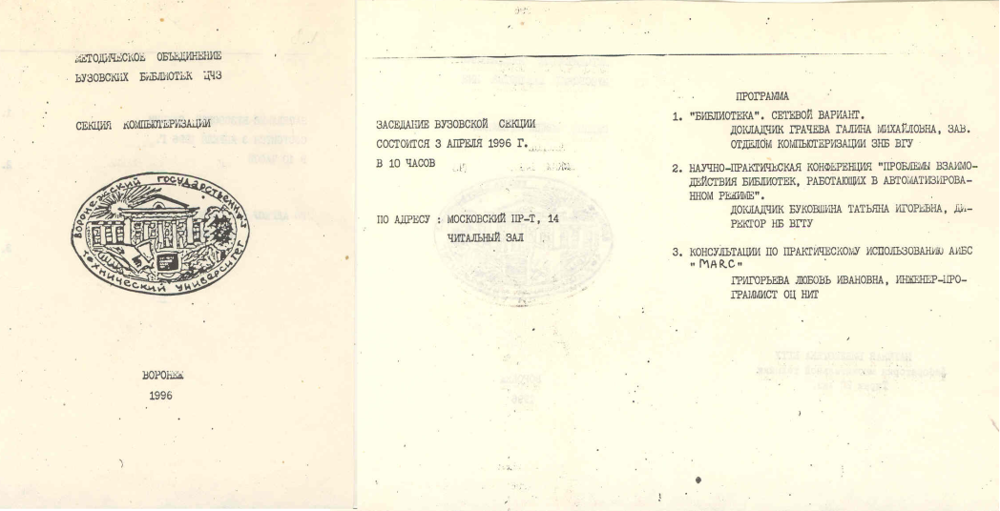 МЕТОДИЧЕСКОЕ ОБЪЕДИНЕНИЕ
ВУЗОВСКИХ БИБЛИОТЕК ЦЧЗ
СЕКЦИЯ КОМПЬЮТЕРИЗАЦИИ
ВОРОНЕЖСКИЙ ГОСУДАРСТВЕННЫЙ
ТЕХНИЧЕСКИЙ УНИВЕРСИТЕТ
ВОРОНЕЖ
1996
ЗАСЕДАНИЕ ВУЗОВСКОЙ СЕКЦИИ
СОСТОИТСЯ 3 АПРЕЛЯ 1996 Г.
В 10 ЧАСОВ
ПО АДРЕСУ : МОСКОВСКИЙ ПР-Т, 14
ЧИТАЛЬНЫЙ ЗАЛ
ПРОГРАММА
1. "БИБЛИОТЕКА". СЕТЕВОЙ ВАРИАНТ.
ДОКЛАДЧИК ГРАЧЕВА ГАЛИНА МИХАЙЛОВНА, ЗАВ.
ОТДЕЛОМ КОМПЬЮТЕРИЗАЦИИ ЗНБ ВГУ
2. НАУЧНО-ПРАКТИЧЕСКАЯ КОНФЕРЕНЦИЯ "ПРОБЛЕМЫ ВЗАИМО-
ДЕЙСТВИЯ БИБЛИОТЕК, РАБОТАЮЩИХ В АВТОМАТИЗИРОВА-
ННОМ РЕЖИМЕ".
ДОКЛАДЧИК БУКОВШИНА ТАТЬЯНА ИГОРЕВНА, ДИ-
РЕКТОР НБ ВГТУ
3. КОНСУЛЬТАЦИИ ПО ПРАКТИЧЕСКОМУ ИСПОЛЬЗОВАНИЮ АИБС
"MARC"
ГРИГОРЬЕВА ЛЮБОВЬ ИВАНОВНА, ИНЖЕНЕР-ПРО-
ГРАММИСТ ОЦ НИТ